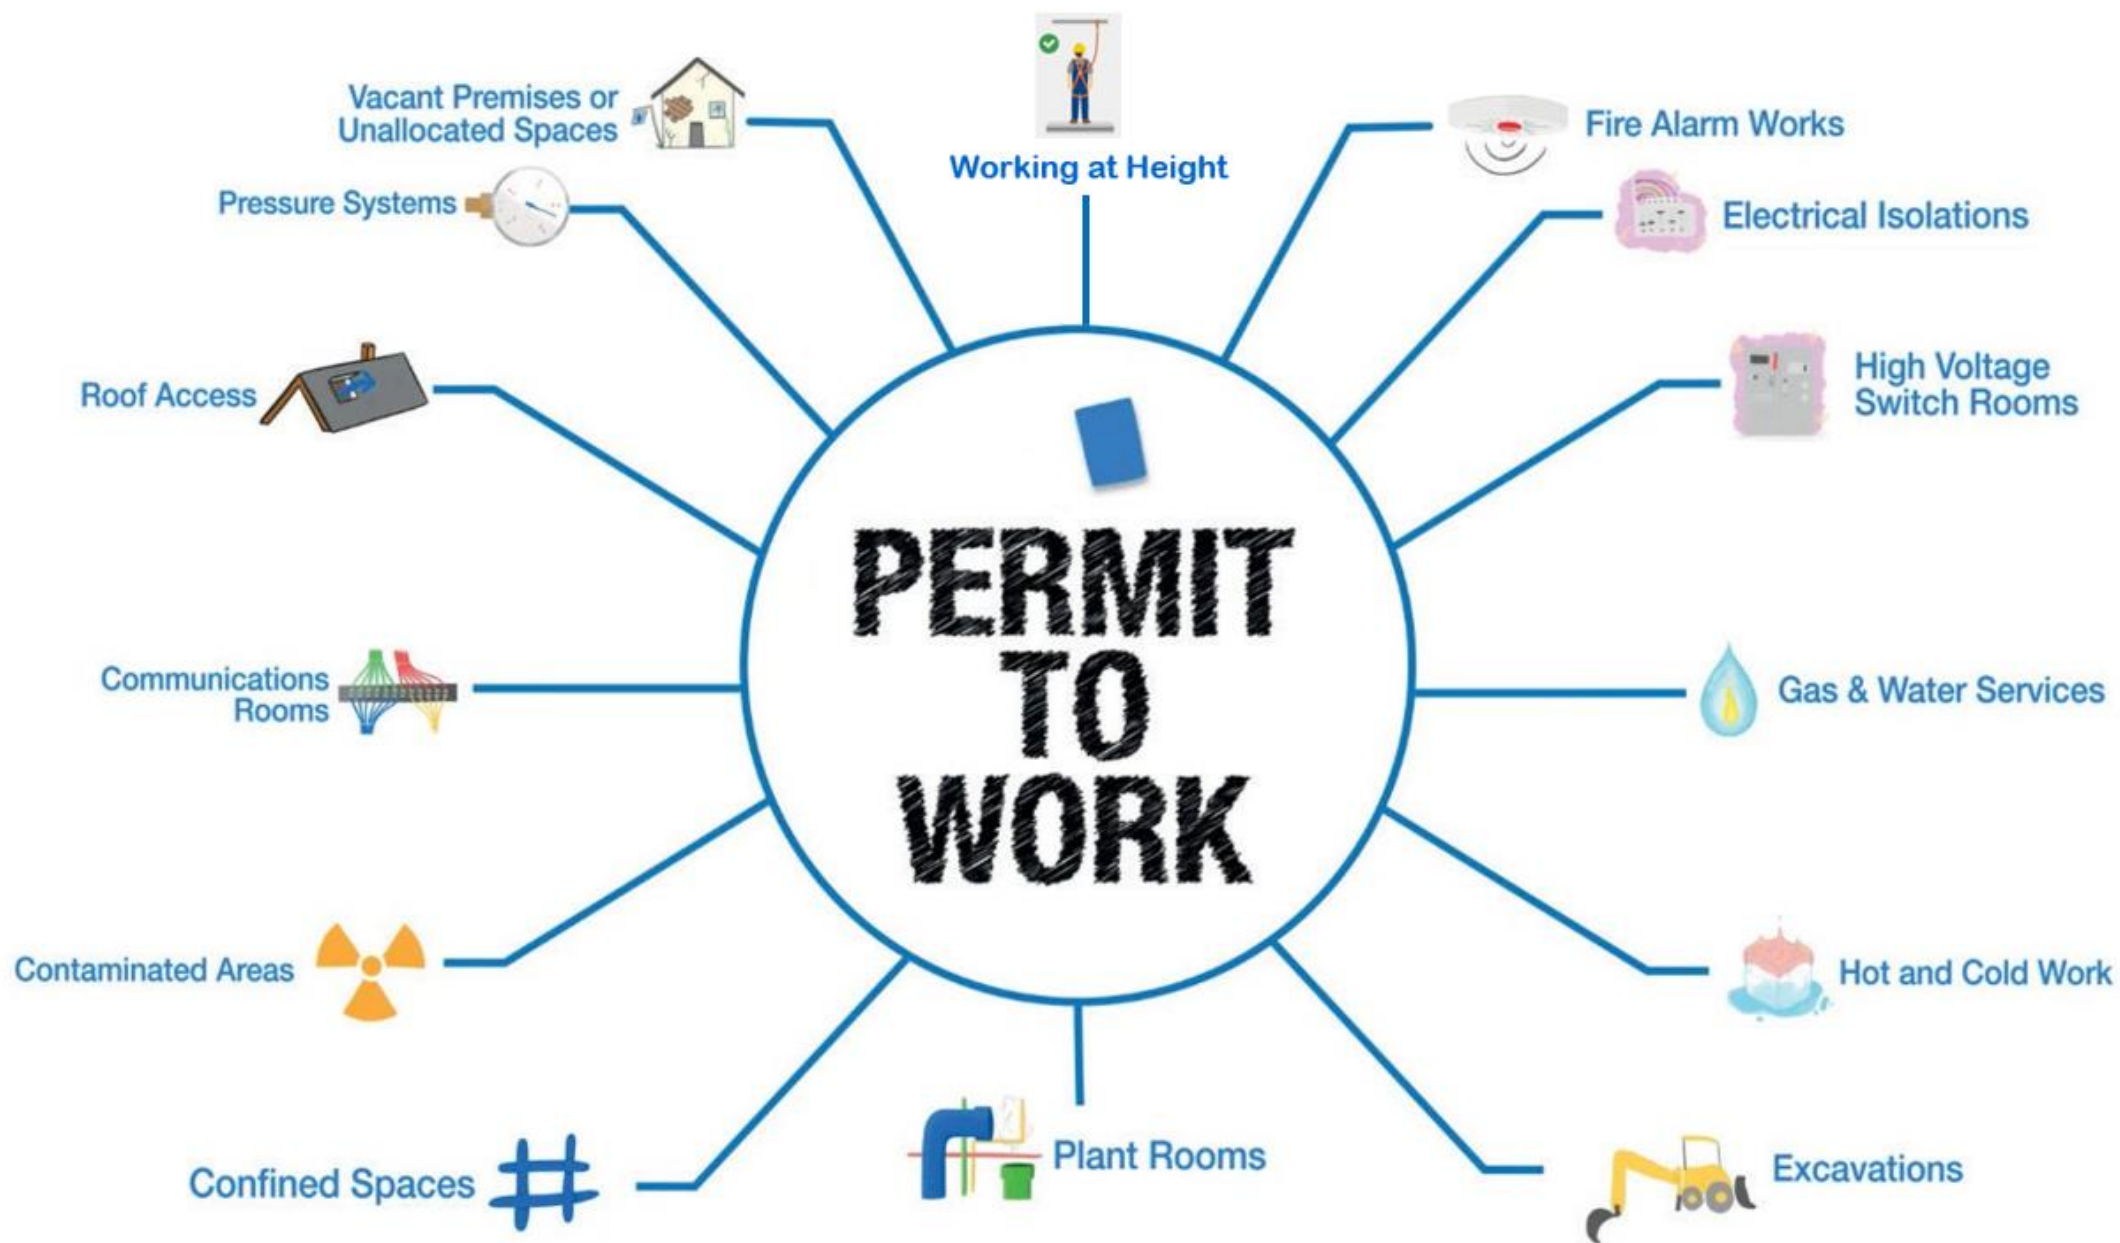 Working at Height
Vacant Premises or
Unallocated Spaces
Fire Alarm Works
Pressure Systems
Electrical Isolations
Roof Access
High Voltage
Switch Rooms
PERMIT
TO
WORK
Communications
Rooms
Gas & Water Services
Contaminated Areas
Hot and Cold Work
Confined Spaces
Plant Rooms
Excavations